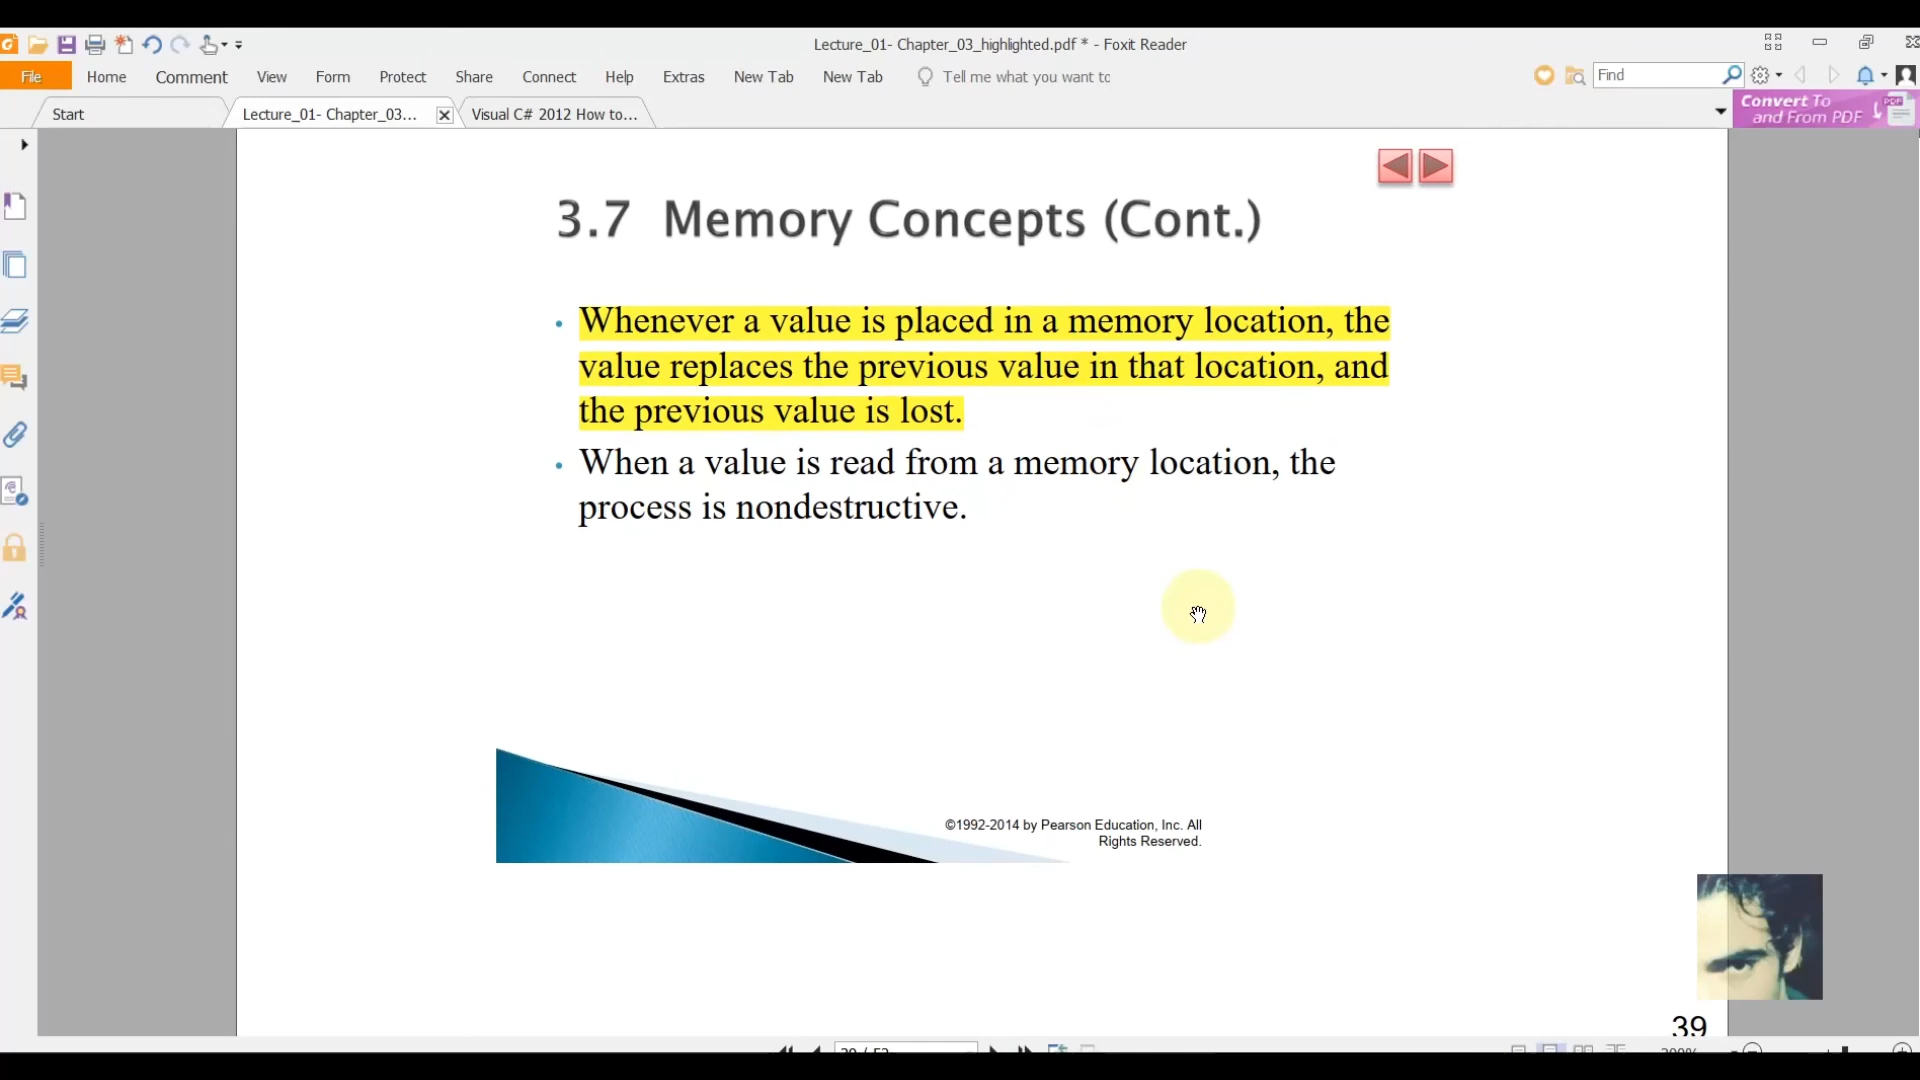 Lecture_01- Chapter_03_highlighted.pdf * - Foxit Reader
File Home Comment View Form Protect Share Connect Help Extras New Tab New Tab Tell me what you want to Find
Start Lecture_01- Chapter_03... Visual C# 2012 How to... Convert To
and From PDF
3.7 Memory Concepts (Cont.)
• Whenever a value is placed in a memory location, the
value replaces the previous value in that location, and
the previous value is lost.
• When a value is read from a memory location, the
process is nondestructive.
©1992-2014 by Pearson Education, Inc. All
Rights Reserved.
39